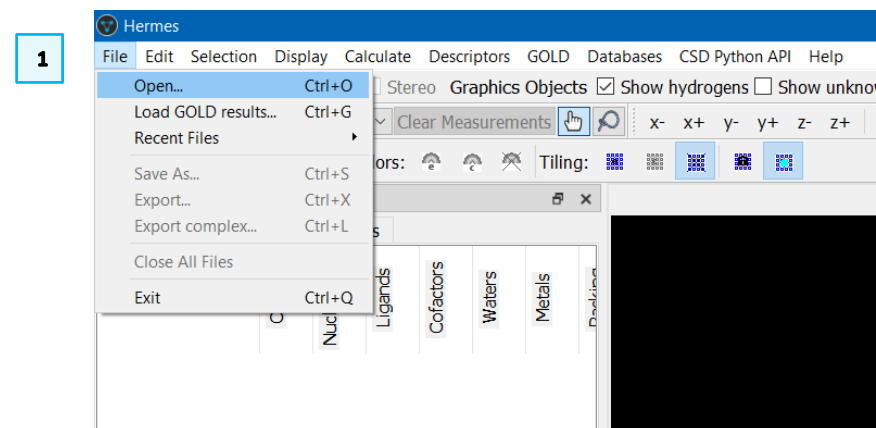 Hermes
1
File Edit Selection Display Calculate Descriptors GOLD Databases CSD Python API Help
Open... Ctrl+O
Stereo Graphics Objects Show hydrogens Show unkno
Load GOLD results... Ctrl+G
Clear Measurements x- x+ y- y+ z- z+
Recent Files
Save As... Ctrl+S
ors: e c Tiling:
Export... Ctrl+X
Export complex... Ctrl+L
s
Close All Files
Exit Ctrl+Q
C
Nucl
Ligands
Cofactors
Waters
Metals